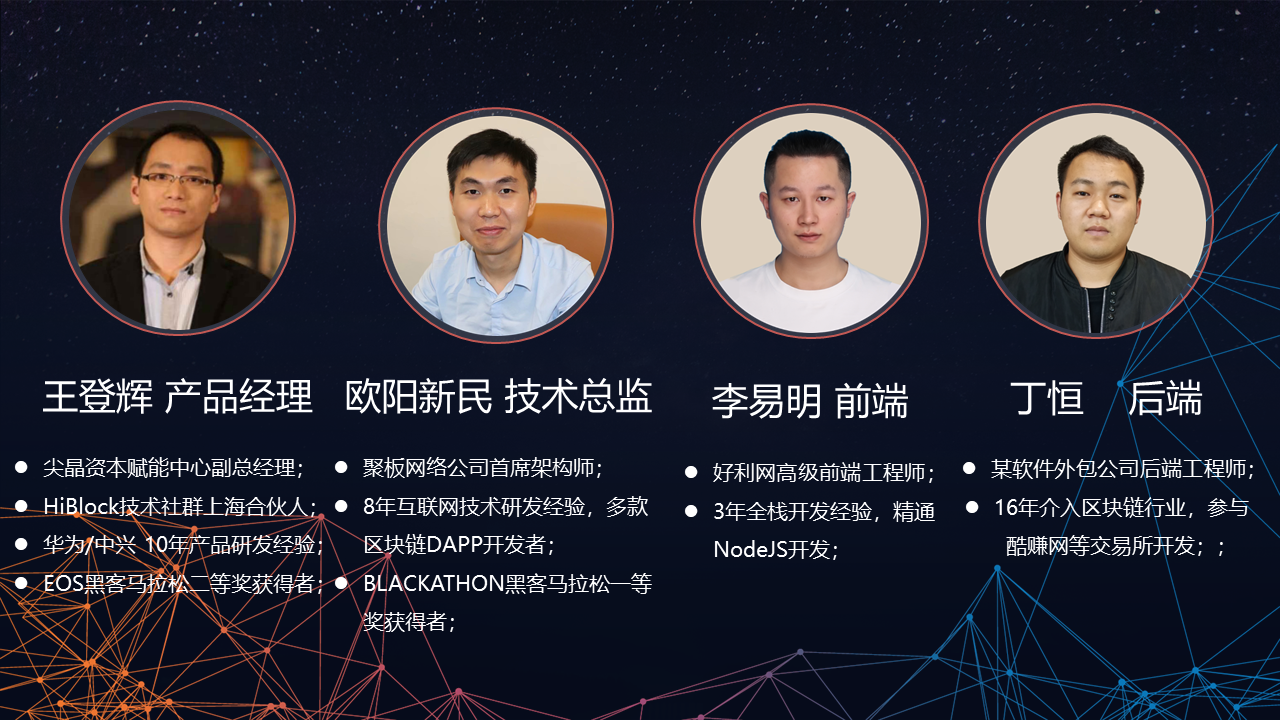 王登辉 产品经理
尖晶资本赋能中心副总经理；
HiBlock技术社群上海合伙人；
华为/中兴 10年产品研发经验；
EOS黑客马拉松二等奖获得者；
欧阳新民 技术总监
聚板网络公司首席架构师；
8年互联网技术研发经验，多款
区块链DAPP开发者；
BLACKATHON黑客马拉松一等
奖获得者；
李易明 前端
好利网高级前端工程师；
3年全栈开发经验，精通
NodeJS开发；
丁恒 后端
某软件外包公司后端工程师；
16年介入区块链行业，参与
酷赚网等交易所开发；；